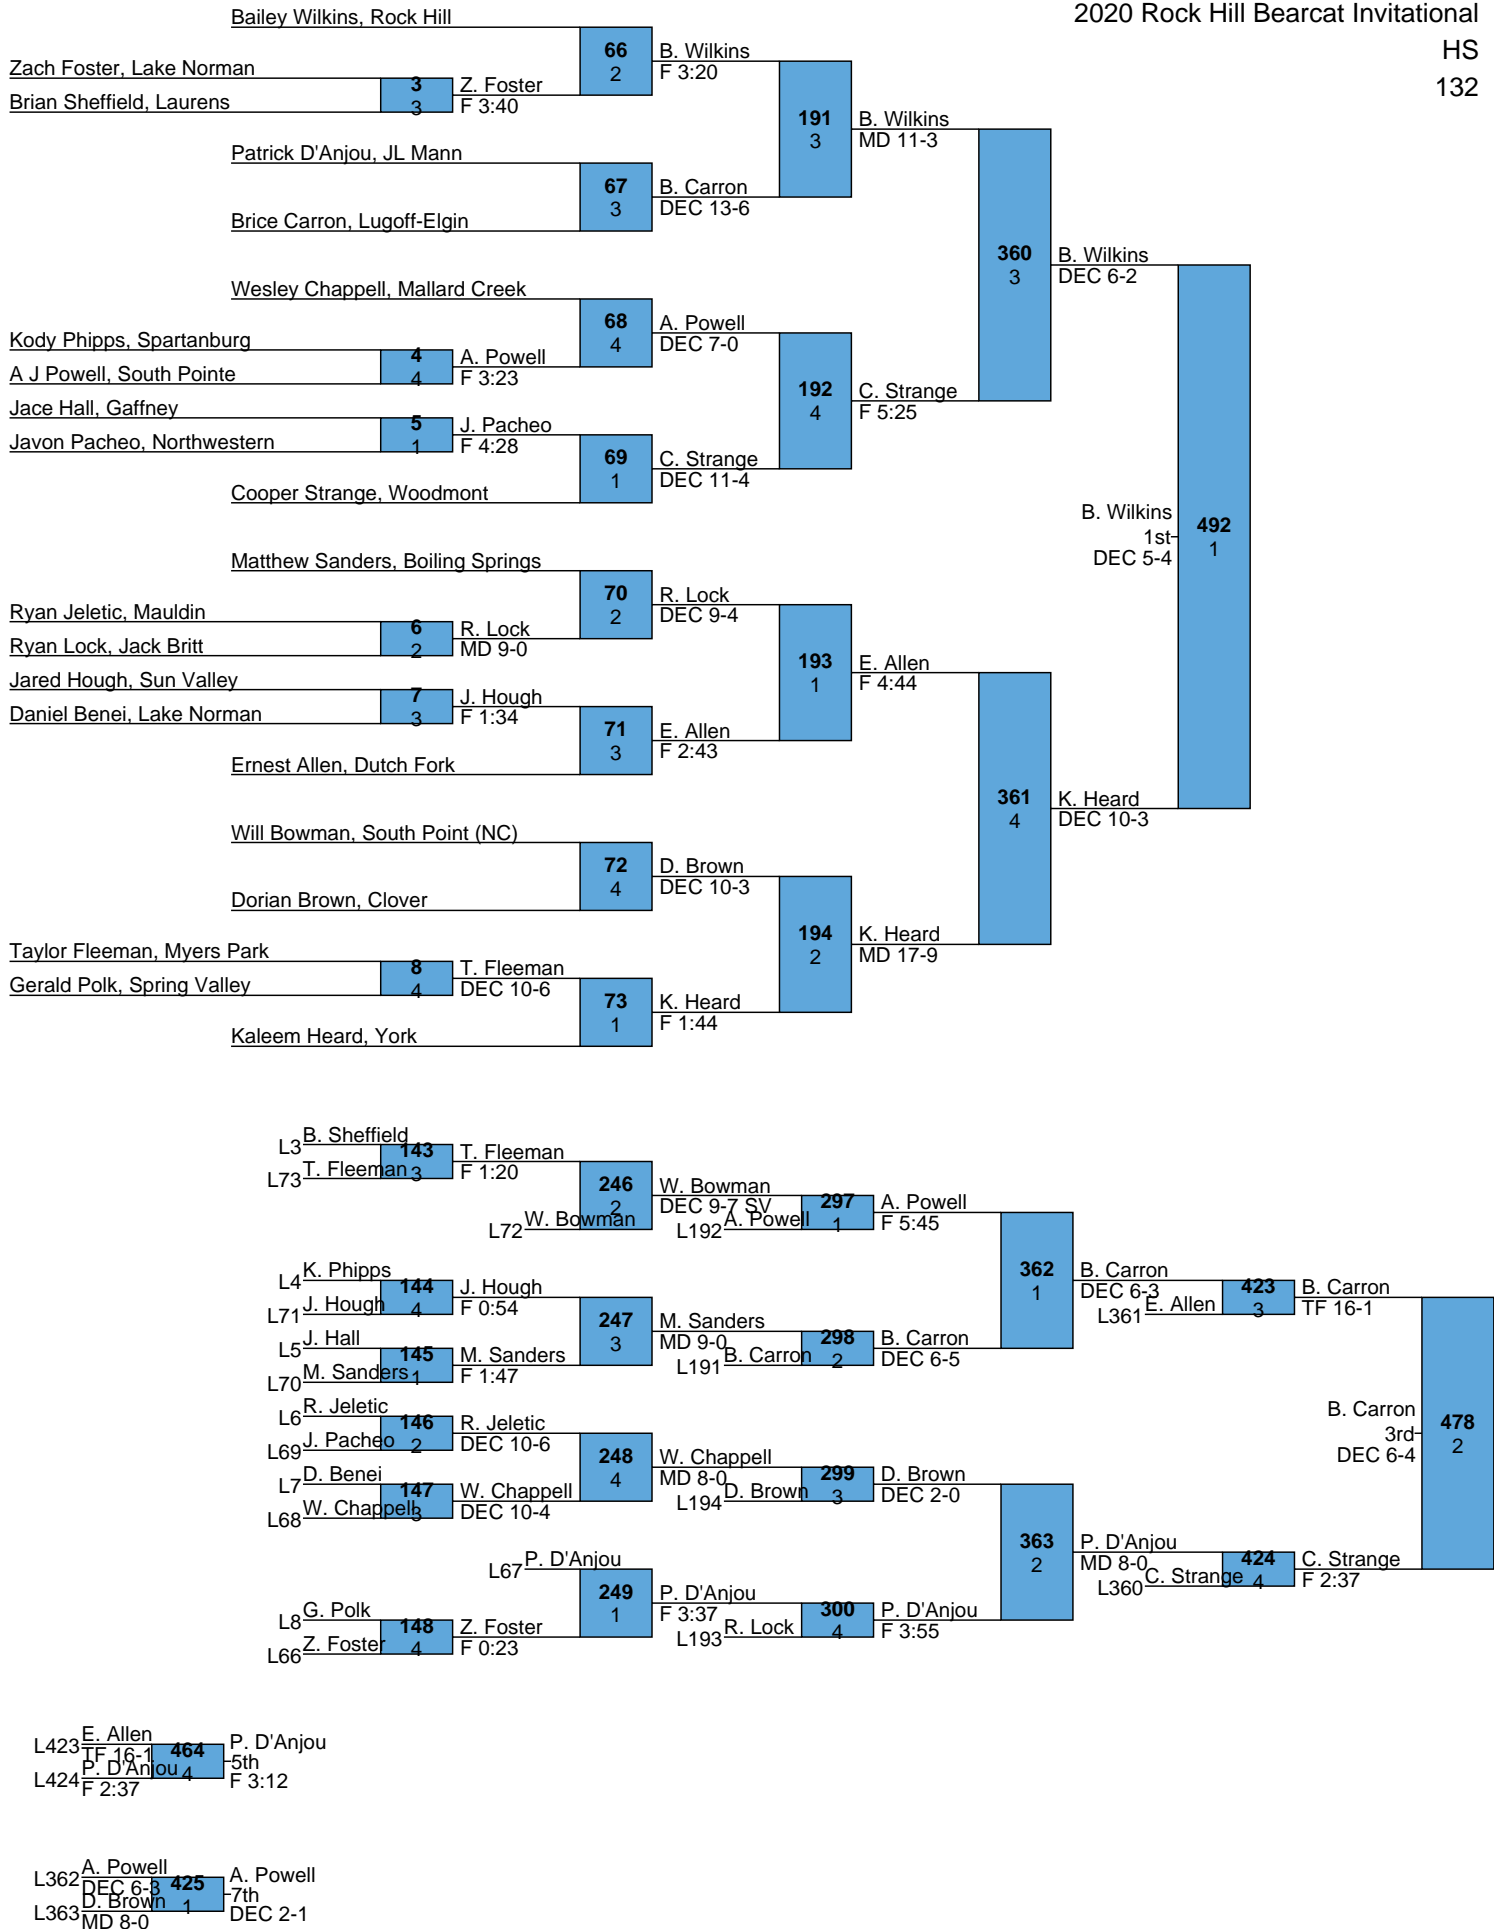 2020 Rock Hill Bearcat Invitational
HS
132
Bailey Wilkins, Rock Hill
66
2
B. Wilkins
F 3:20
Zach Foster, Lake Norman
Brian Sheffield, Laurens
3
3
Z. Foster
F 3:40
191
3
B. Wilkins
MD 11-3
Patrick D'Anjou, JL Mann
Brice Carron, Lugoff-Elgin
67
3
B. Carron
DEC 13-6
360
3
B. Wilkins
DEC 6-2
Wesley Chappell, Mallard Creek
68
4
A. Powell
DEC 7-0
Kody Phipps, Spartanburg
A J Powell, South Pointe
4
4
A. Powell
F 3:23
192
4
C. Strange
F 5:25
Jace Hall, Gaffney
Javon Pacheo, Northwestern
5
1
J. Pacheo
F 4:28
69
1
C. Strange
DEC 11-4
Cooper Strange, Woodmont
B. Wilkins
1st
DEC 5-4
492
1
Matthew Sanders, Boiling Springs
70
2
R. Lock
DEC 9-4
Ryan Jeletic, Mauldin
Ryan Lock, Jack Britt
6
2
R. Lock
MD 9-0
193
1
E. Allen
F 4:44
Jared Hough, Sun Valley
Daniel Benei, Lake Norman
7
3
J. Hough
F 1:34
71
3
E. Allen
F 2:43
Ernest Allen, Dutch Fork
361
4
K. Heard
DEC 10-3
Will Bowman, South Point (NC)
Dorian Brown, Clover
72
4
D. Brown
DEC 10-3
194
2
K. Heard
MD 17-9
Taylor Fleeman, Myers Park
Gerald Polk, Spring Valley
8
4
T. Fleeman
DEC 10-6
73
1
K. Heard
F 1:44
Kaleem Heard, York
L3 B. Sheffield
L73 T. Fleeman
143
3
T. Fleeman
F 1:20
246
2
L72 W. Bowman
W. Bowman
DEC 9-7 SV
L192 A. Powell
297
1
A. Powell
F 5:45
L4 K. Phipps
L71 J. Hough
144
4
J. Hough
F 0:54
L5 J. Hall
L70 M. Sanders
145
1
M. Sanders
F 1:47
247
3
M. Sanders
MD 9-0
L191 B. Carron
298
2
B. Carron
DEC 6-5
362
1
B. Carron
DEC 6-3
L361 E. Allen
423
3
B. Carron
TF 16-1
L6 R. Jeletic
L69 J. Pacheo
146
2
R. Jeletic
DEC 10-6
L7 D. Benei
L68 W. Chappell
147
3
W. Chappell
DEC 10-4
248
4
W. Chappell
MD 8-0
L194 D. Brown
299
3
D. Brown
DEC 2-0
B. Carron
3rd
DEC 6-4
478
2
L67 P. D'Anjou
L8 G. Polk
L66 Z. Foster
148
4
Z. Foster
F 0:23
249
1
P. D'Anjou
F 3:37
L193 R. Lock
300
4
P. D'Anjou
F 3:55
363
2
P. D'Anjou
MD 8-0
L360 C. Strange
424
4
C. Strange
F 2:37
L423 E. Allen
TF 16-1
L424 P. D'Anjou
F 2:37
464
4
P. D'Anjou
5th
F 3:12
L362 A. Powell
DEC 6-3
L363 D. Brown
MD 8-0
425
1
A. Powell
7th
DEC 2-1